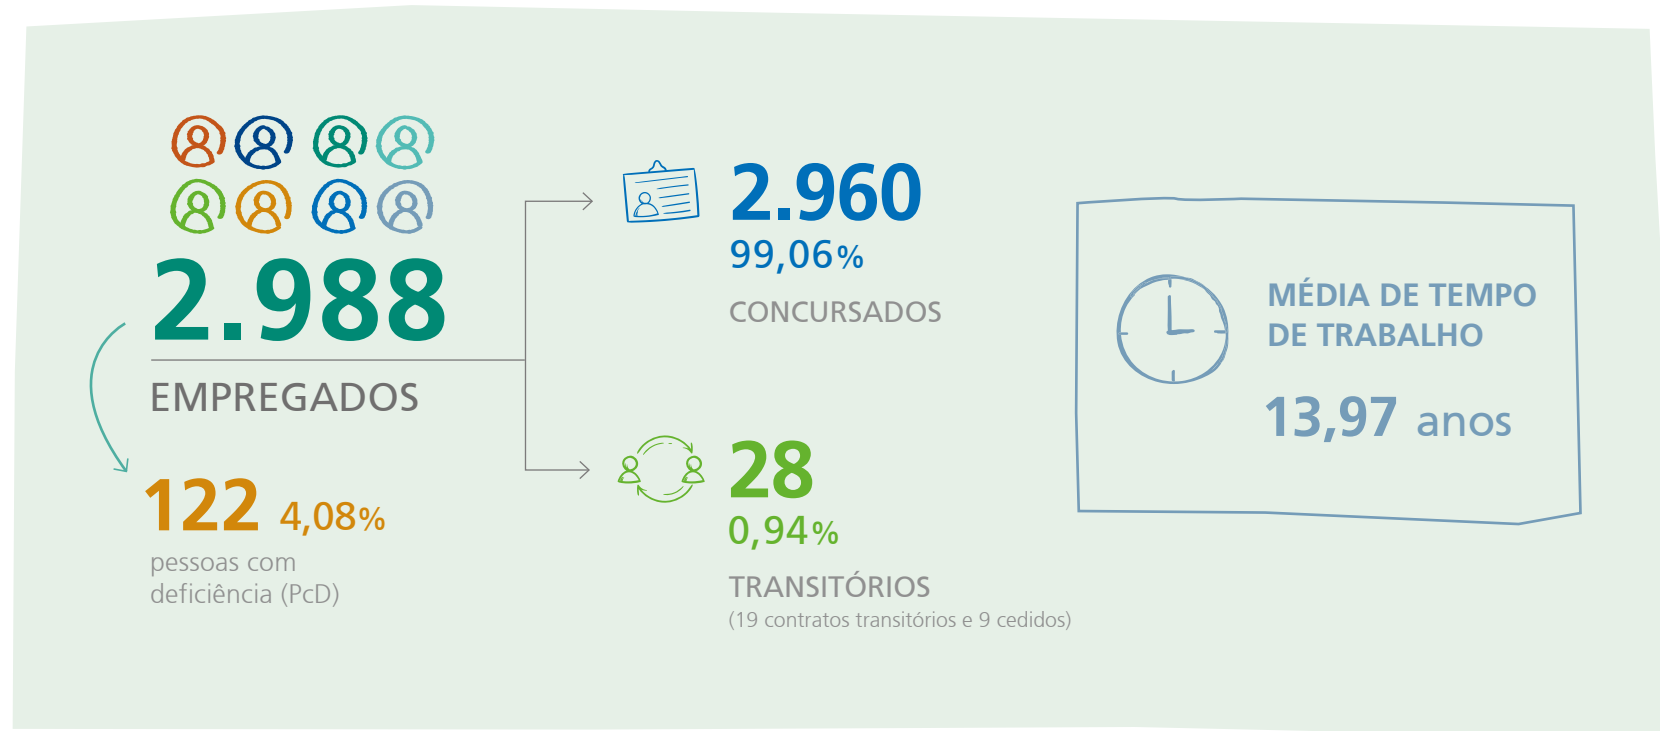 2.988
EMPREGADOS
122 4,08%
pessoas com
deficiência (PcD)
2.960
99,06%
CONCURSADOS
28
0,94%
TRANSITÓRIOS
(19 contratos transitórios e 9 cedidos)
MÉDIA DE TEMPO
DE TRABALHO
13,97 anos